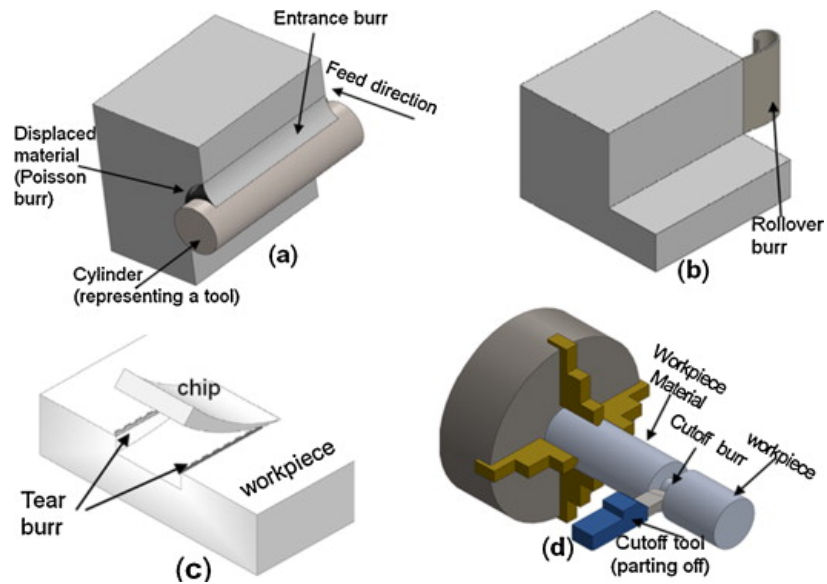 Entrance burr
Feed direction
Displaced
material
(Poisson
burr)
Cylinder
(representing a tool)
(a)
Rollover
burr
(b)
chip
workpiece
Tear
burr
(c)
Workpiece
Material
Cutoff burr
workpiece
(d)
Cutoff tool
(parting off)